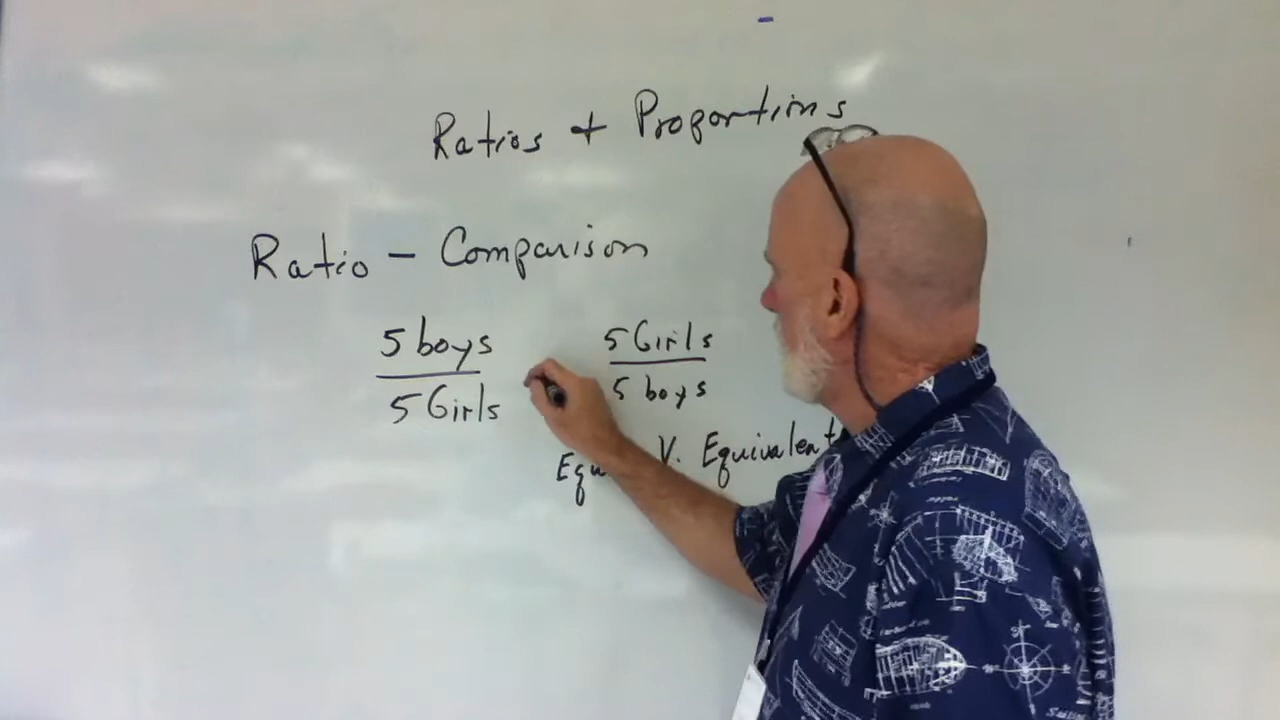 Ratios + Proportions
Ratio - Comparison
5 boys
5 Girls
5 Girls
5 boys
V. Equivalent